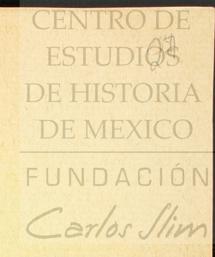 CENTRO DE
ESTUDIOS
DE HISTORIA
DE MEXICO
FUNDACIÓN
Carlos Slim